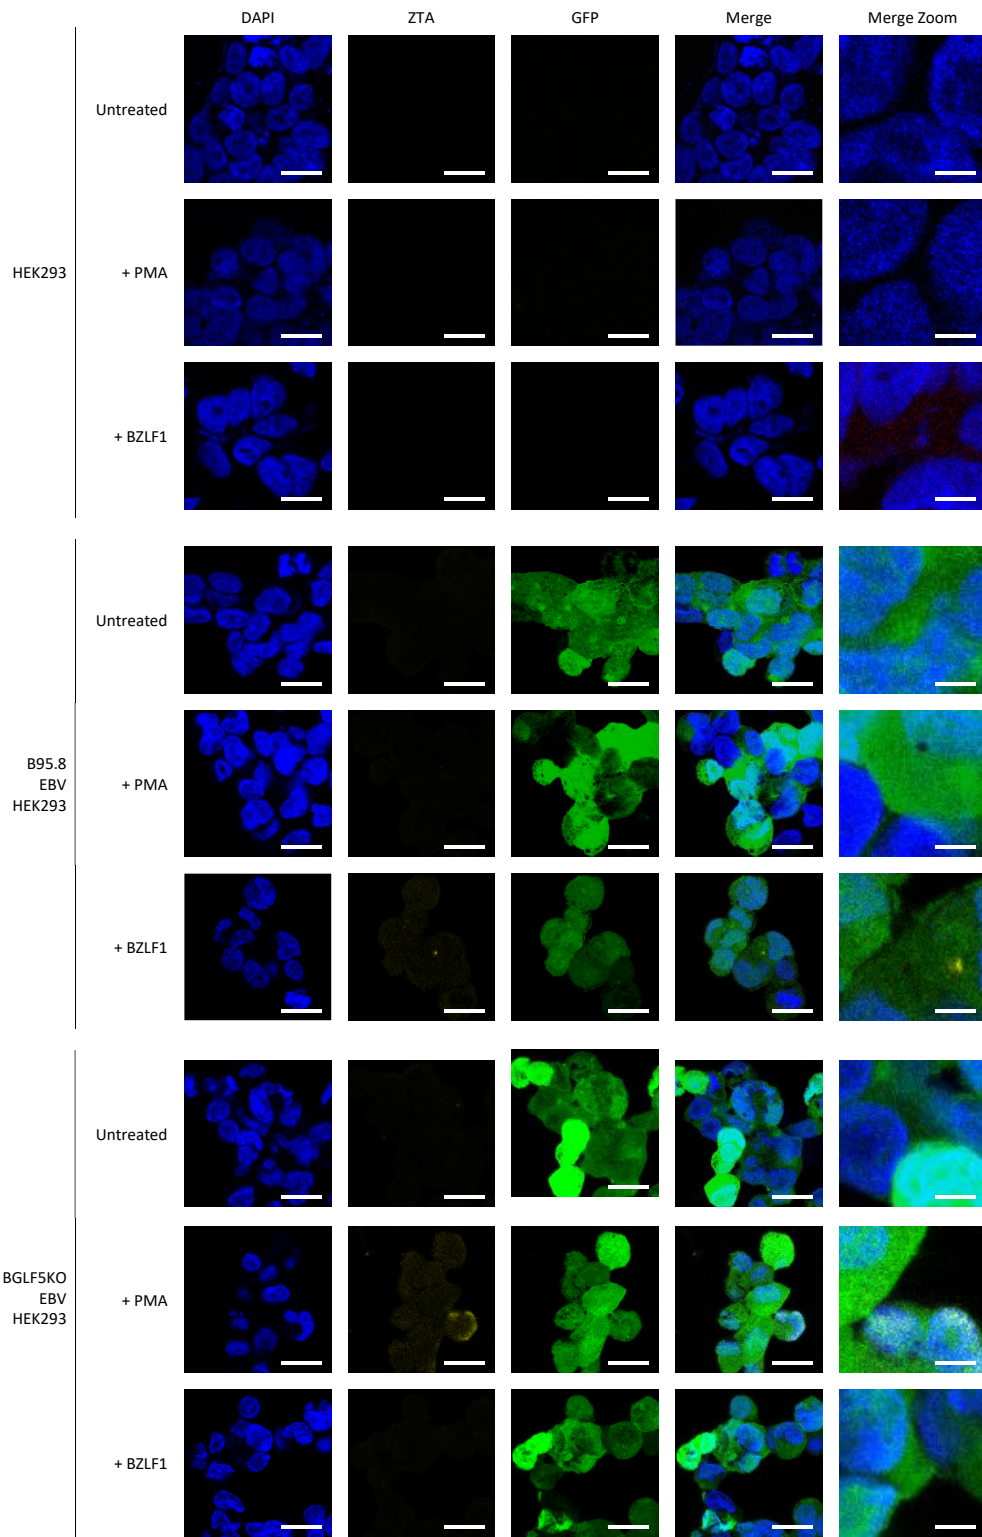 DAPI ZTA GFP Merge Merge Zoom
Untreated
HEK293 + PMA
+ BZLF1
Untreated
B95.8
EBV
HEK293
+ PMA
+ BZLF1
Untreated
BGLF5KO
EBV
HEK293
+ PMA
+ BZLF1